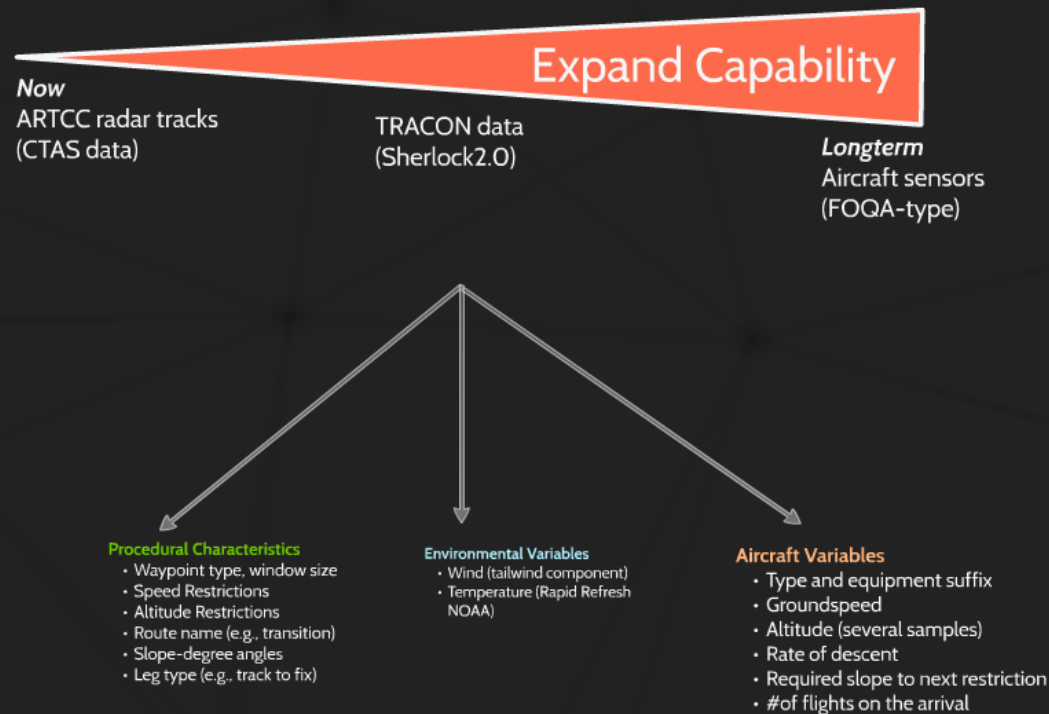 Expand Capability
Now
ARTCC radar tracks
(CTAS data)
TRACON data
(Sherlock2.0)
Longterm
Aircraft sensors
(FOQA-type)
Procedural Characteristics
• Waypoint type, window size
• Speed Restrictions
• Altitude Restrictions
• Route name (e.g., transition)
• Slope-degree angles
• Leg type (e.g., track to fix)
Environmental Variables
• Wind (tailwind component)
• Temperature (Rapid Refresh
NOAA)
Aircraft Variables
• Type and equipment suffix
• Groundspeed
• Altitude (several samples)
• Rate of descent
• Required slope to next restriction
• #of flights on the arrival